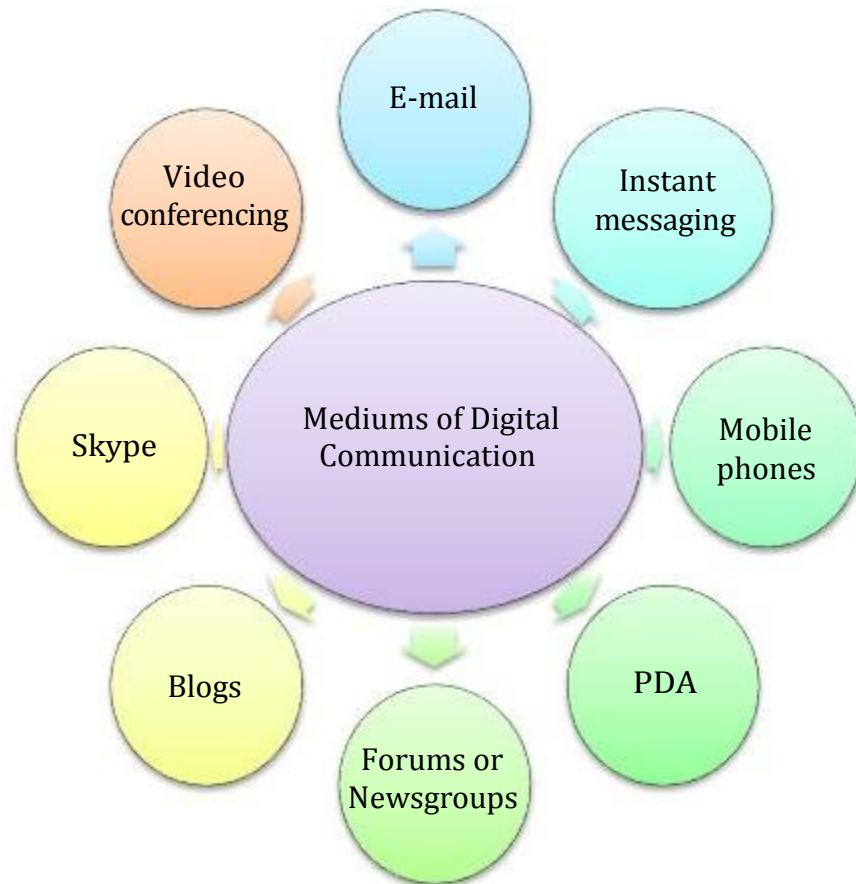 E-mail
Video
conferencing
Instant
messaging
Mediums of Digital
Communication
Skype
Mobile
phones
Blogs
PDA
Forums or
Newsgroups